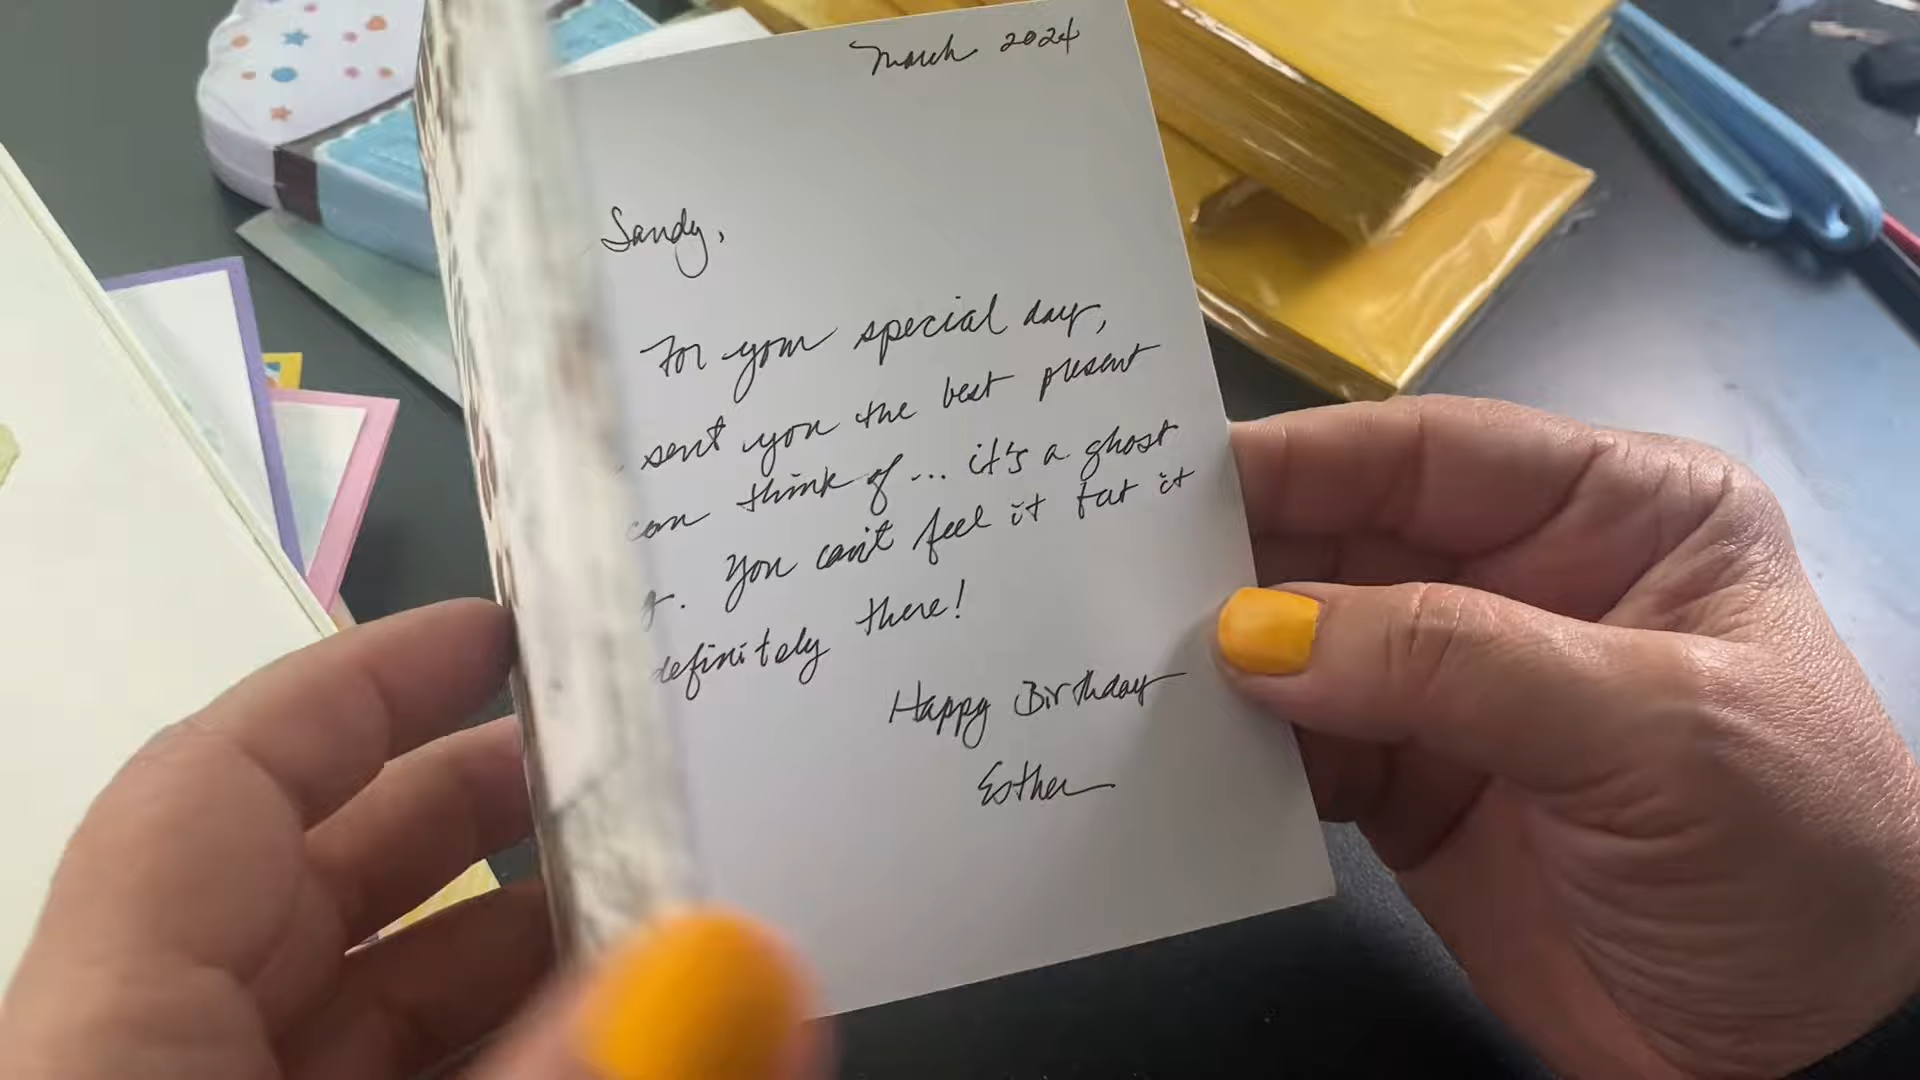 March 2024
Sandy,
For your special day,
sent you the best present
can think of... it's a ghost
You can't feel it but it
definitely there!
Happy Birthday
Esther